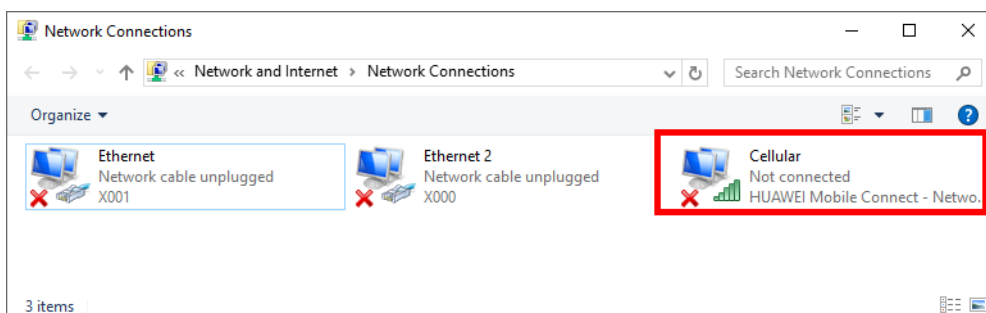 Network Connections
« Network and Internet > Network Connections
Search Network Connections
Organize
Ethernet
Network cable unplugged
X001
Ethernet 2
Network cable unplugged
X000
Cellular
Not connected
HUAWEI Mobile Connect - Netwo...
3 items